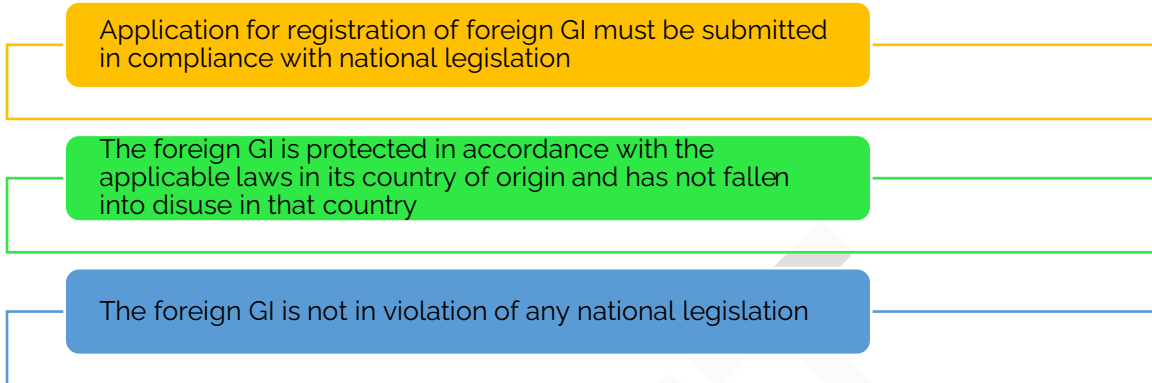 Application for registration of foreign GI must be submitted
in compliance with national legislation
The foreign GI is protected in accordance with the
applicable laws in its country of origin and has not fallen
into disuse in that country
The foreign GI is not in violation of any national legislation